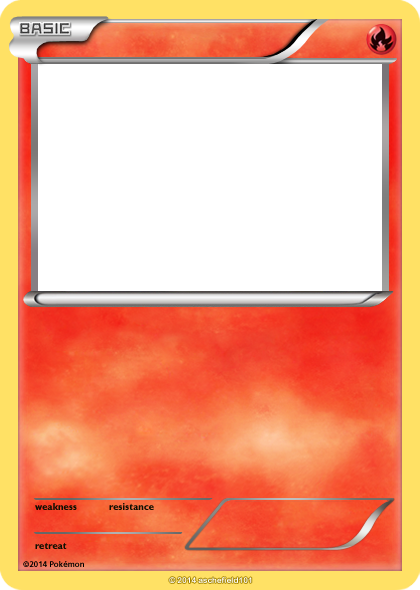 BASIC
weakness resistance
retreat
©2014 Pokémon
©2014 aschefield101